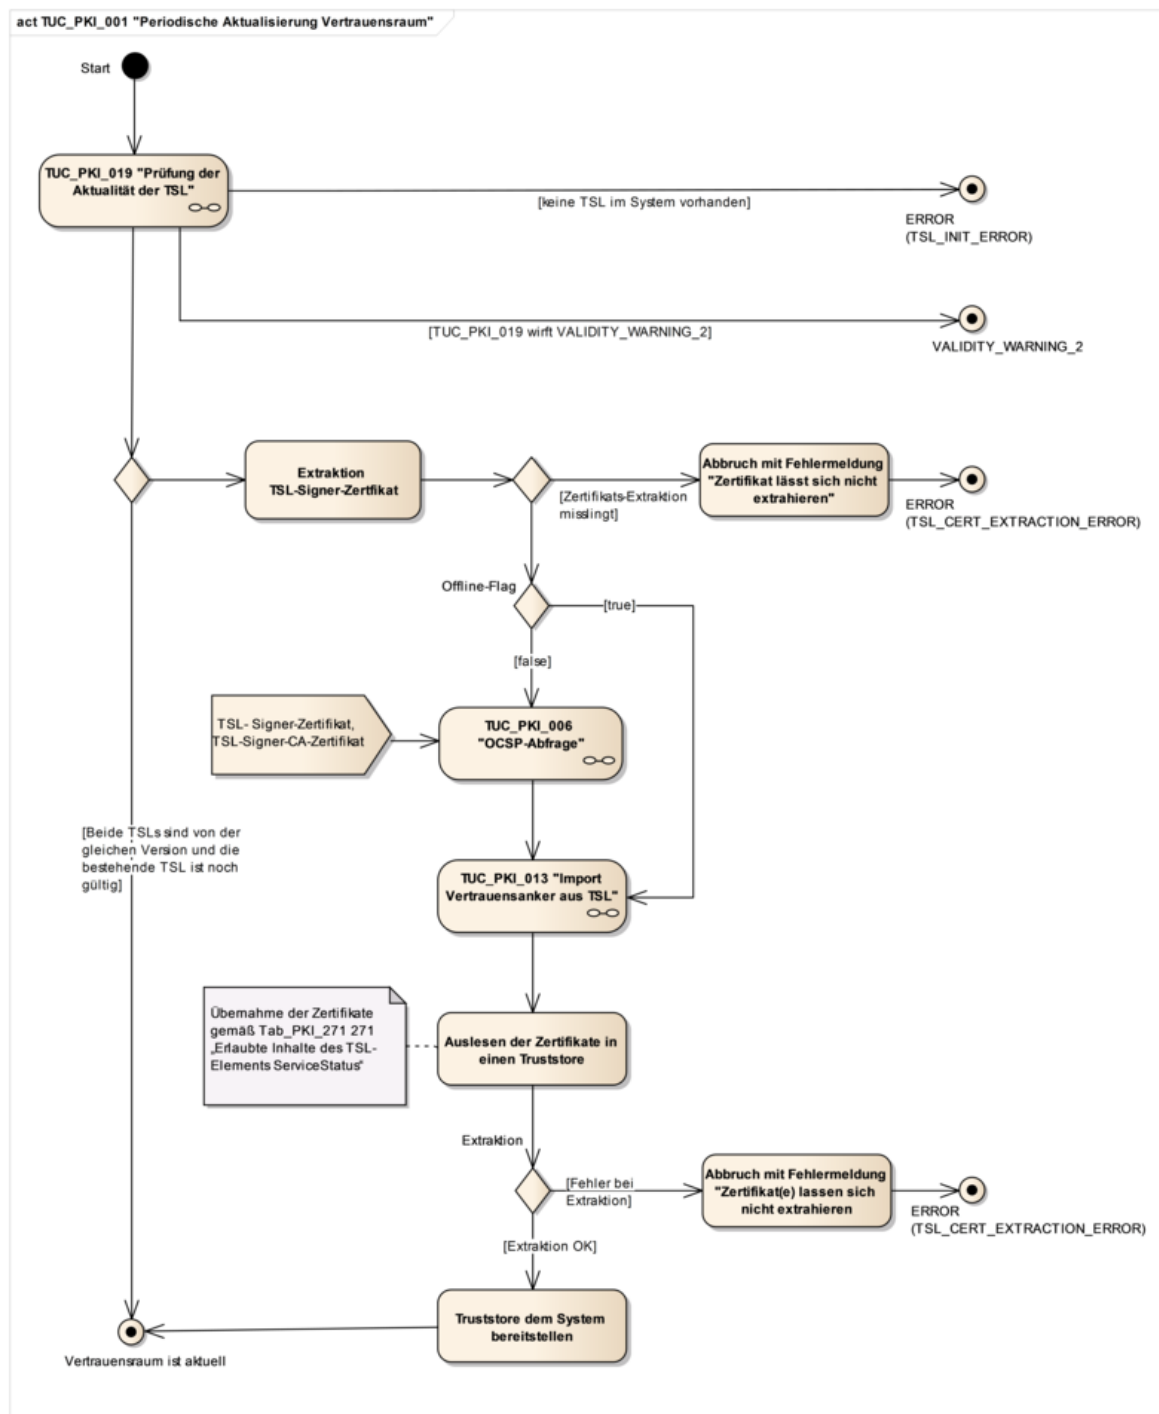 act TUC_PKI_001 "Periodische Aktualisierung Vertrauensraum"
Start
TUC_PKI_019 "Prüfung der
Aktualität der TSL"
[keine TSL im System vorhanden]
ERROR
(TSL_INIT_ERROR)
[TUC_PKI_019 wirft VALIDITY_WARNING_2]
VALIDITY_WARNING_2
Extraktion
TSL-Signer-Zertfikat
[Zertifikats-Extraktion
misslingt]
Abbruch mit Fehlermeldung
"Zertifikat lässt sich nicht
extrahieren"
ERROR
(TSL_CERT_EXTRACTION_ERROR)
Offline-Flag
[true]
[false]
TSL- Signer-Zertifikat,
TSL-Signer-CA-Zertifikat
TUC_PKI_006
"OCSP-Abfrage"
[Beide TSLs sind von der
gleichen Version und die
bestehende TSL ist noch
gültig]
TUC_PKI_013 "Import
Vertrauensanker aus TSL"
Übernahme der Zertifikate
gemäß Tab_PKI_271 271
„Erlaubte Inhalte des TSL-
Elements ServiceStatus“
Auslesen der Zertifikate in
einen Truststore
Extraktion
[Fehler bei
Extraktion]
Abbruch mit Fehlermeldung
"Zertifikat(e) lassen sich
nicht extrahieren
ERROR
(TSL_CERT_EXTRACTION_ERROR)
[Extraktion OK]
Truststore dem System
bereitstellen
Vertrauensraum ist aktuell